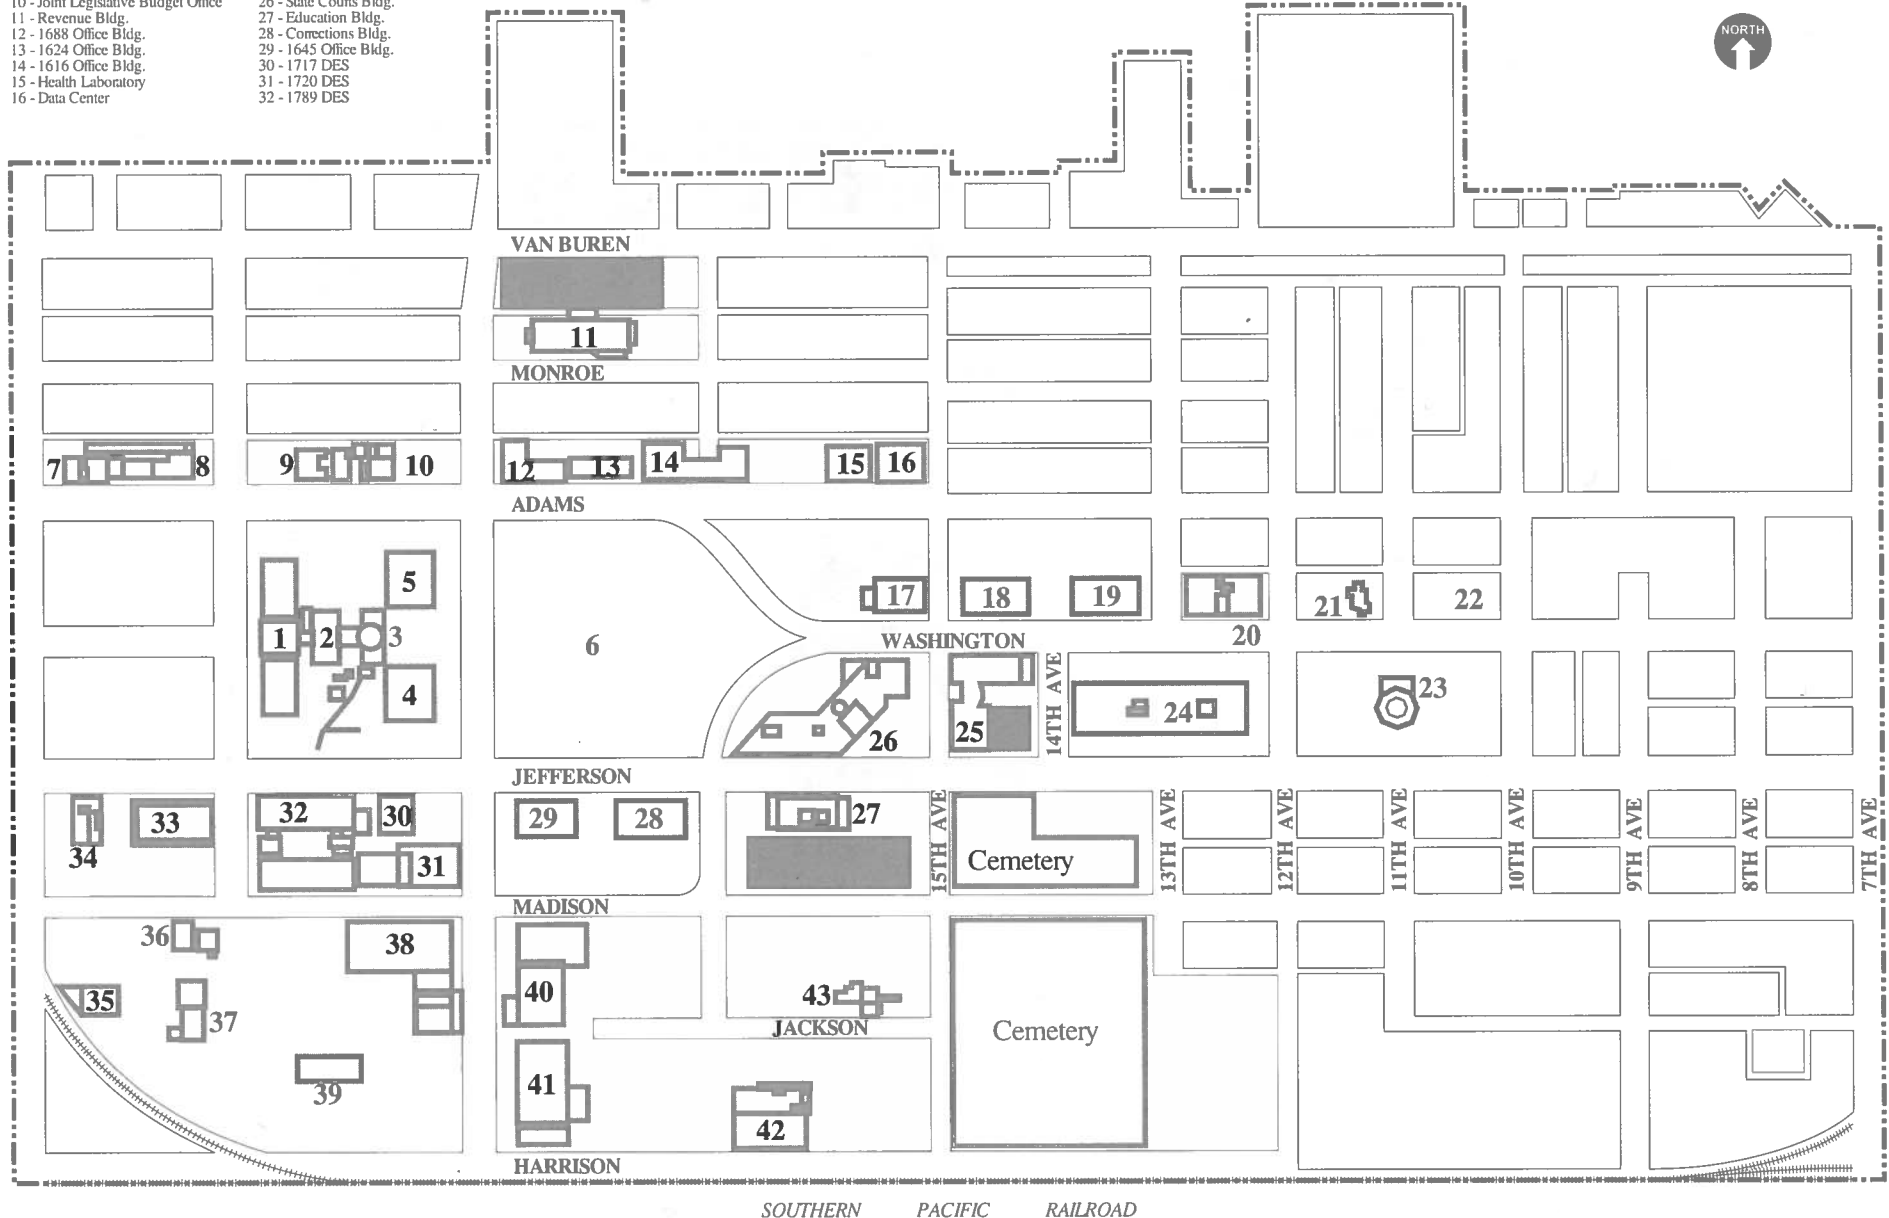 10 - Joint Legislative Budget Office
11 - Revenue Bldg.
12 - 1688 Office Bldg.
13 - 1624 Office Bldg.
14 - 1616 Office Bldg.
15 - Health Laboratory
16 - Data Center
26 - State Courts Bldg.
27 - Education Bldg.
28 - Corrections Bldg.
29 - 1645 Office Bldg.
30 - 1717 DES
31 - 1720 DES
32 - 1789 DES
NORTH
VAN BUREN
11
MONROE
7
8
9
10
12
13
14
15
16
ADAMS
5
17
18
19
21
22
1
2
3
6
WASHINGTON
20
4
26
25
14TH AVE
24
23
JEFFERSON
32
30
33
34
31
29
28
27
15TH AVE
Cemetery
13TH AVE
12TH AVE
11TH AVE
10TH AVE
9TH AVE
8TH AVE
7TH AVE
MADISON
36
38
35
37
40
43
JACKSON
Cemetery
39
41
42
HARRISON
SOUTHERN PACIFIC RAILROAD